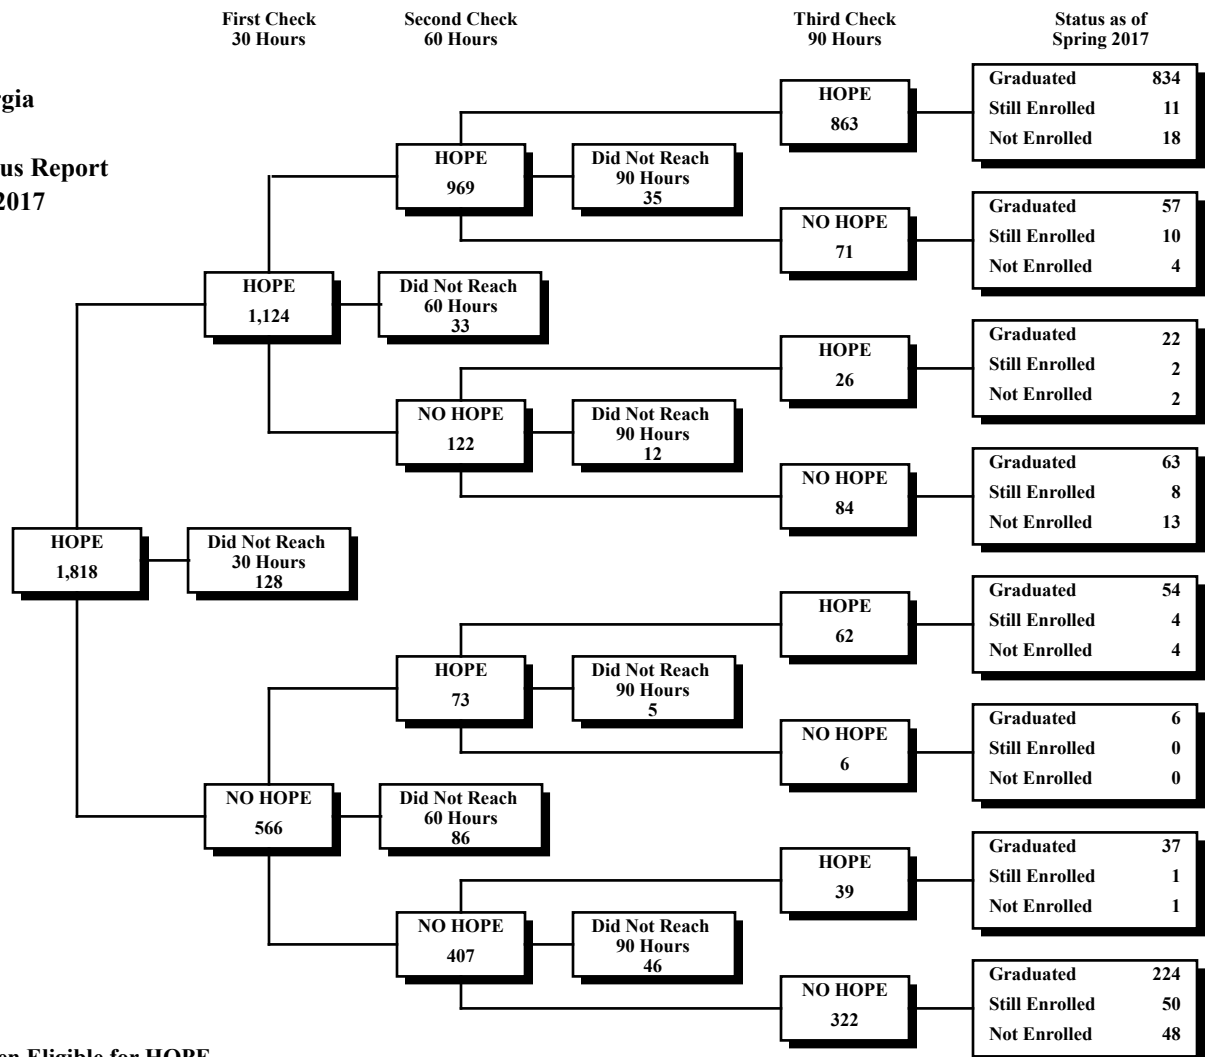 First Check
30 Hours
Second Check
60 Hours
Third Check
90 Hours
Status as of
Spring 2017
rgia
us Report
2017
HOPE
1,818
Did Not Reach
30 Hours
128
HOPE
1,124
Did Not Reach
60 Hours
33
NO HOPE
566
Did Not Reach
60 Hours
86
HOPE
969
Did Not Reach
90 Hours
35
NO HOPE
122
Did Not Reach
90 Hours
12
HOPE
73
Did Not Reach
90 Hours
5
NO HOPE
407
Did Not Reach
90 Hours
46
HOPE
863
Graduated 834
Still Enrolled 11
Not Enrolled 18
NO HOPE
71
Graduated 57
Still Enrolled 10
Not Enrolled 4
HOPE
26
Graduated 22
Still Enrolled 2
Not Enrolled 2
NO HOPE
84
Graduated 63
Still Enrolled 8
Not Enrolled 13
HOPE
62
Graduated 54
Still Enrolled 4
Not Enrolled 4
NO HOPE
6
Graduated 6
Still Enrolled 0
Not Enrolled 0
HOPE
39
Graduated 37
Still Enrolled 1
Not Enrolled 1
NO HOPE
322
Graduated 224
Still Enrolled 50
Not Enrolled 48
en Eligible for HOPE